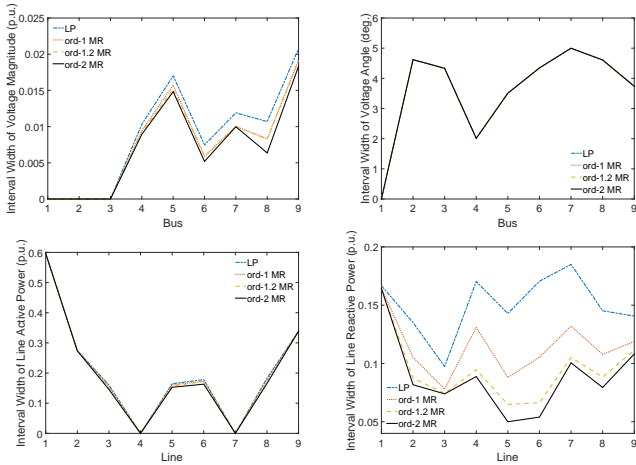 Interval Width of Voltage Magnitude (p.u.)
0.025
0.02
0.015
0.01
0.005
0
1 2 3 4 5 6 7 8 9
Bus
LP
ord-1 MR
ord-1.2 MR
ord-2 MR
Interval Width of Voltage Angle (deg.)
6
5
4
3
2
1
0
1 2 3 4 5 6 7 8 9
Bus
LP
ord-1 MR
ord-1.2 MR
ord-2 MR
Interval Width of Line Active Power (p.u.)
0.6
0.5
0.4
0.3
0.2
0.1
0
1 2 3 4 5 6 7 8 9
Line
LP
ord-1 MR
ord-1.2 MR
ord-2 MR
Interval Width of Line Reactive Power (p.u.)
0.2
0.15
0.1
0.05
1 2 3 4 5 6 7 8 9
Line
LP
ord-1 MR
ord-1.2 MR
ord-2 MR